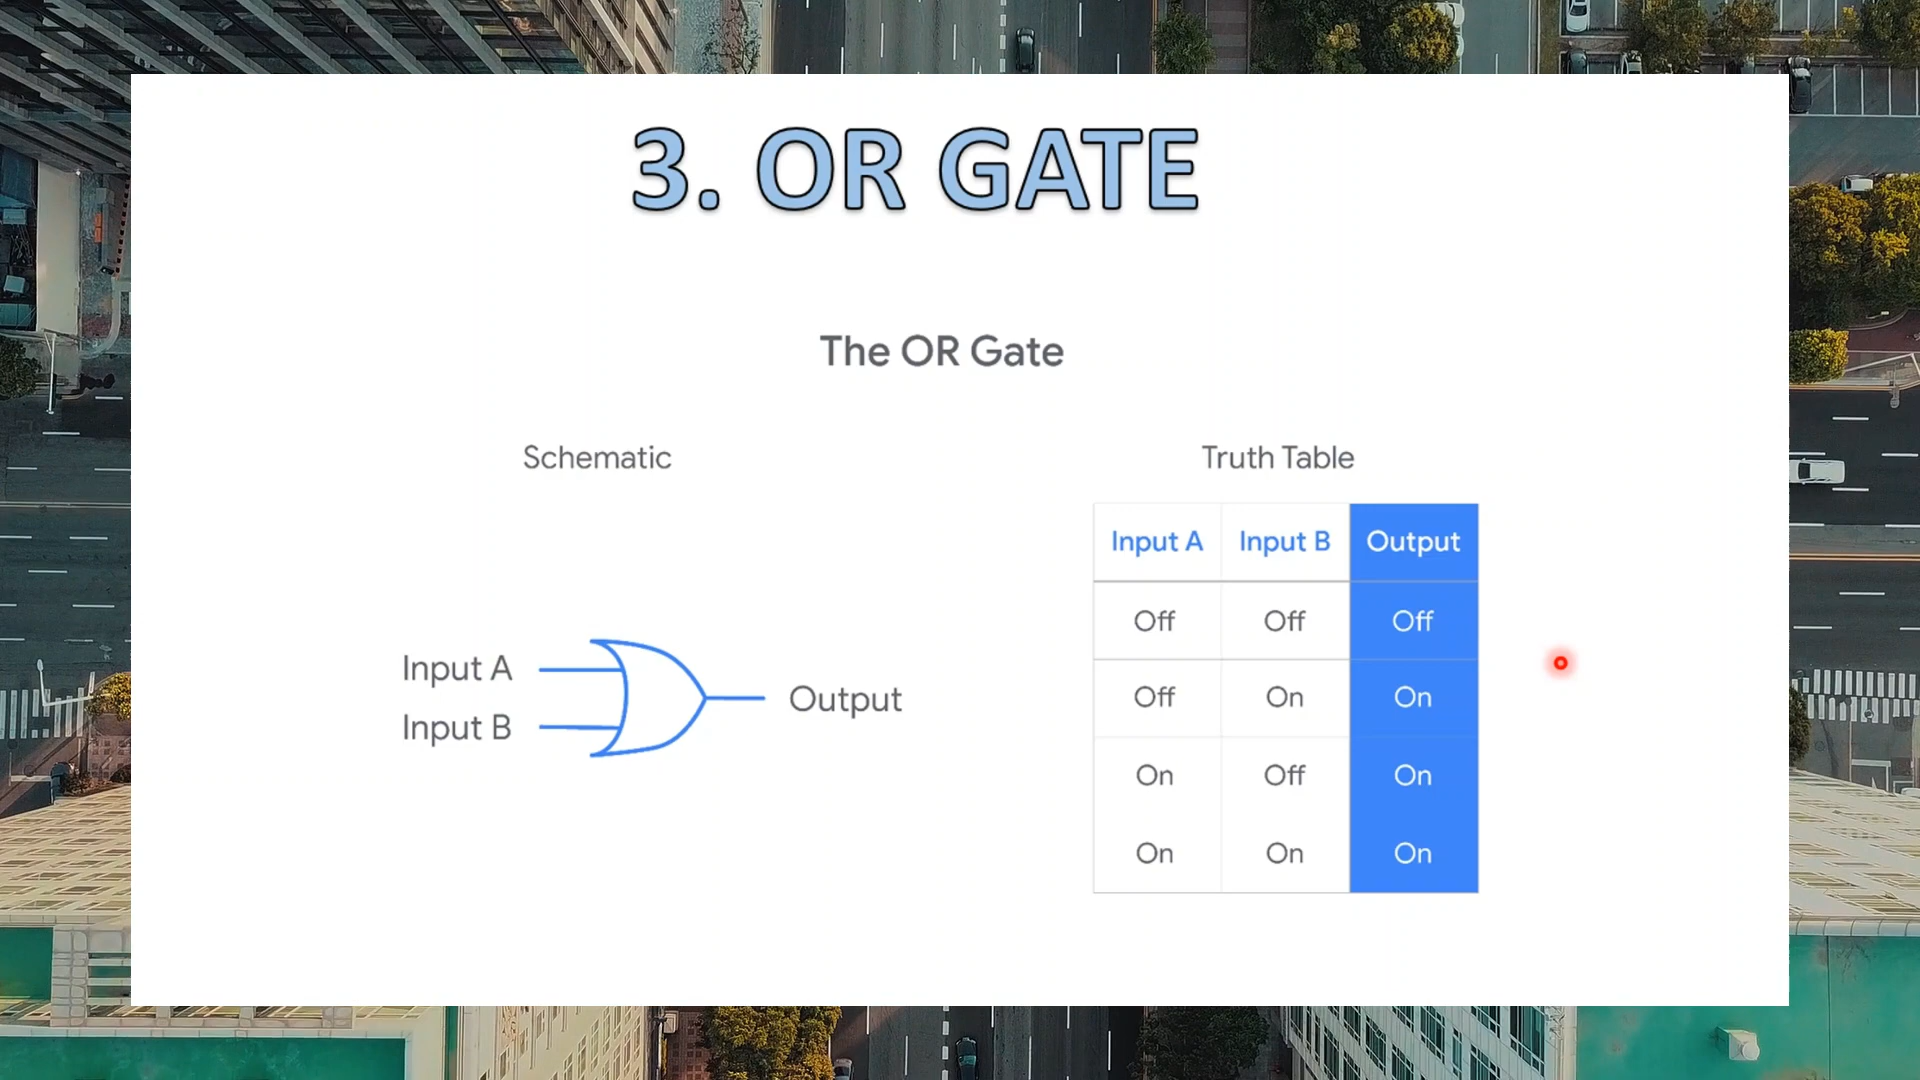 3. OR GATE
The OR Gate
Schematic
Input A
Input B
Output
Truth Table
Input A Input B Output
Off Off Off
Off On On
On Off On
On On On